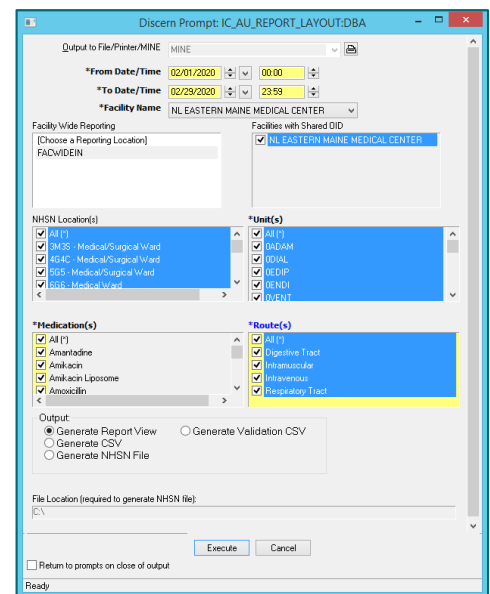 Discern Prompt: IC_AU_REPORT_LAYOUT:DBA
Output to File/Printer/MINE MINE
*From Date/Time 02/01/2020 00:00
*To Date/Time 02/29/2020 23:59
*Facility Name NL EASTERN MAINE MEDICAL CENTER
Facility Wide Reporting Facilities with Shared OID
[Choose a Reporting Location] NL EASTERN MAINE MEDICAL CENTER
FACWIDEIN
NHSN Location(s) *Unit(s)
All (*) All (*)
3M3S - Medical/Surgical Ward 0ADAM
4G4C - Medical/Surgical Ward 0DIAL
5G5 - Medical/Surgical Ward 0EDIP
6G6 - Medical Ward 0ENDI
0VENT
*Medication(s) *Route(s)
All (*) All (*)
Amantadine Digestive Tract
Amikacin Intramuscular
Amikacin Liposome Intravenous
Amoxicillin Respiratory Tract
Output:
Generate Report View Generate Validation CSV
Generate CSV
Generate NHSN File
File Location (required to generate NHSN file):
C:\
Execute Cancel
Return to prompts on close of output
Ready